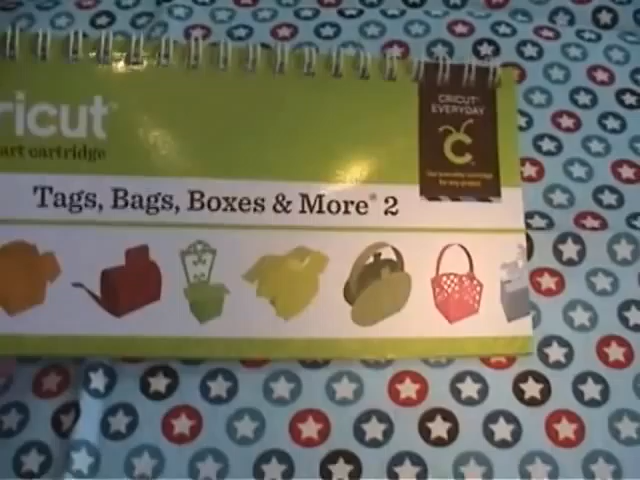 ricut
art cartridge
CRICUT
EVERYDAY
Tags, Bags, Boxes & More® 2